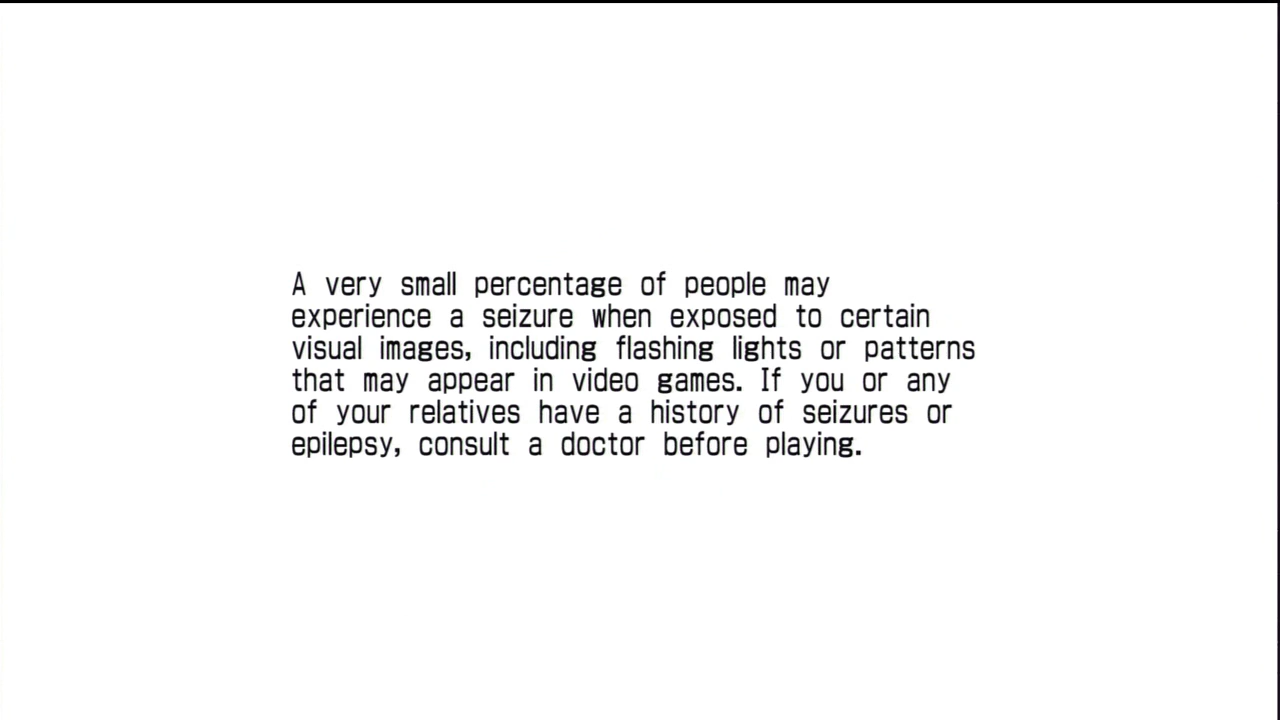 A very small percentage of people may
experience a seizure when exposed to certain
visual images, including flashing lights or patterns
that may appear in video games. If you or any
of your relatives have a history of seizures or
epilepsy, consult a doctor before playing.